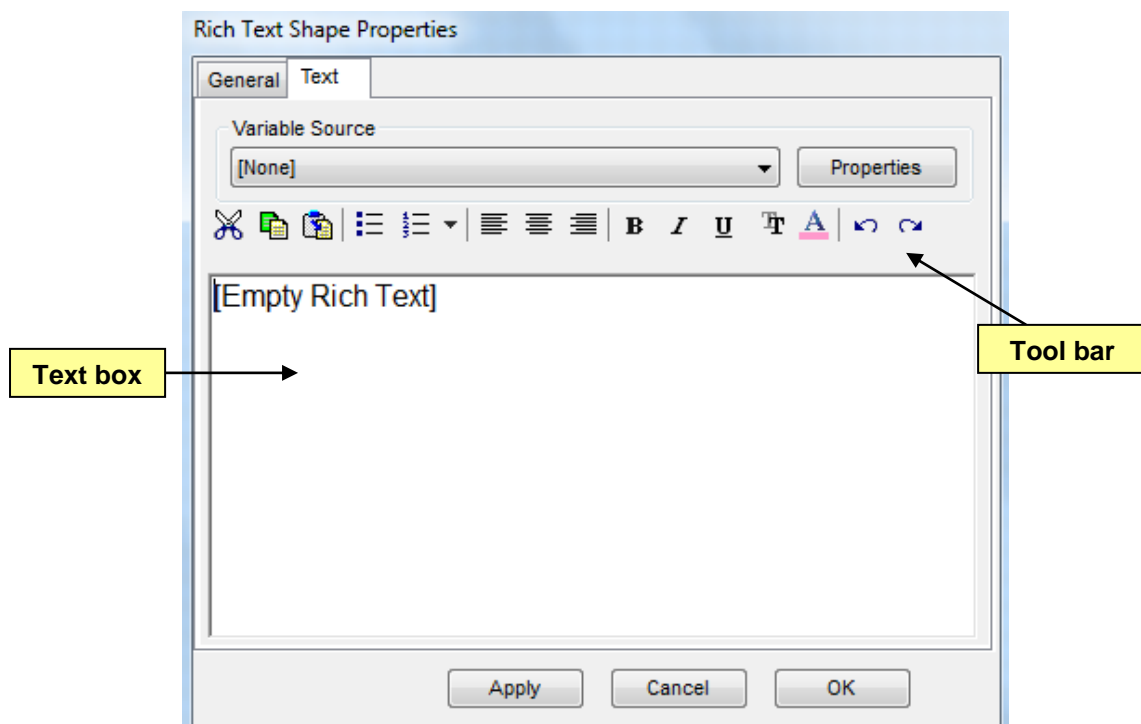 Rich Text Shape Properties
General Text
Variable Source
[None] Properties
B I U Tr A
[Empty Rich Text]
Tool bar
Text box
Apply Cancel OK